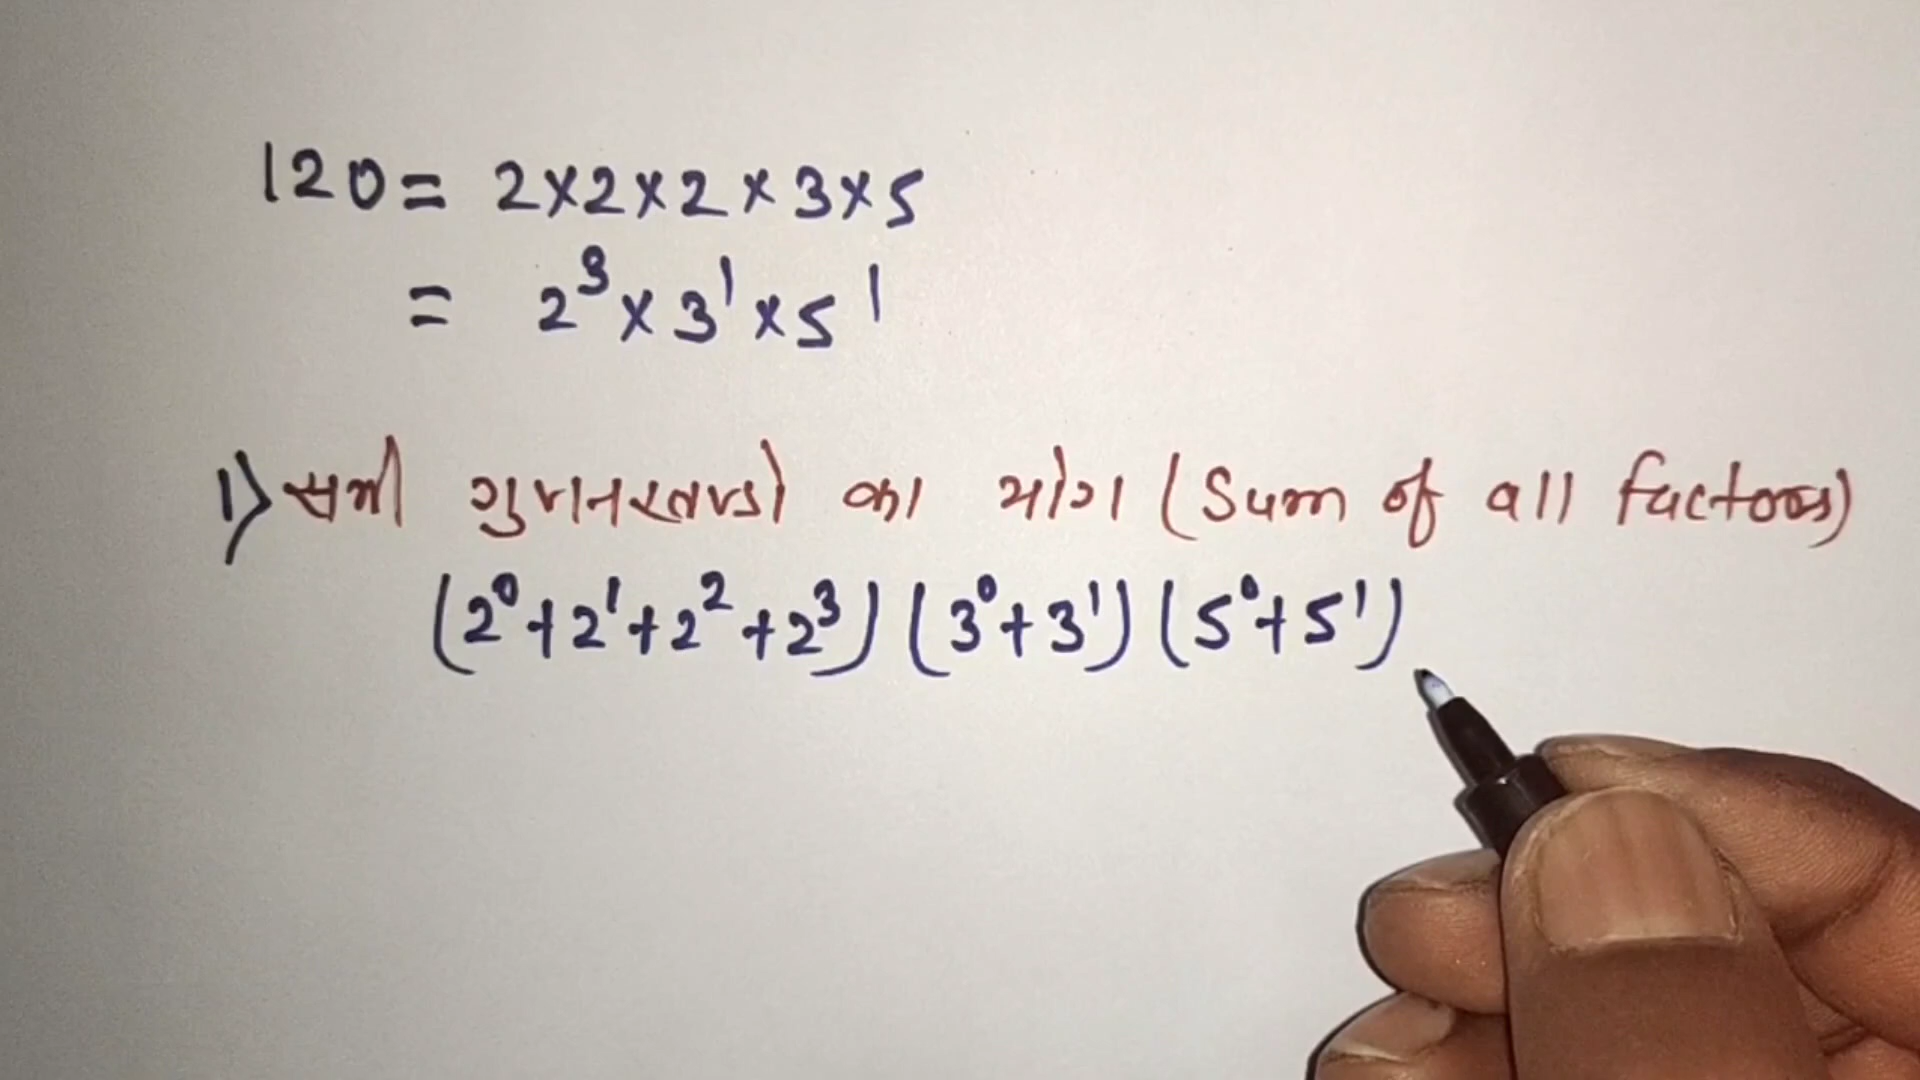 120 = 2×2×2×3×5
= 2³×3¹×5¹
1) सभी गुणनखण्डो का योग (Sum of all factors)
(2⁰+2¹+2²+2³) (3⁰+3¹) (5⁰+5¹)